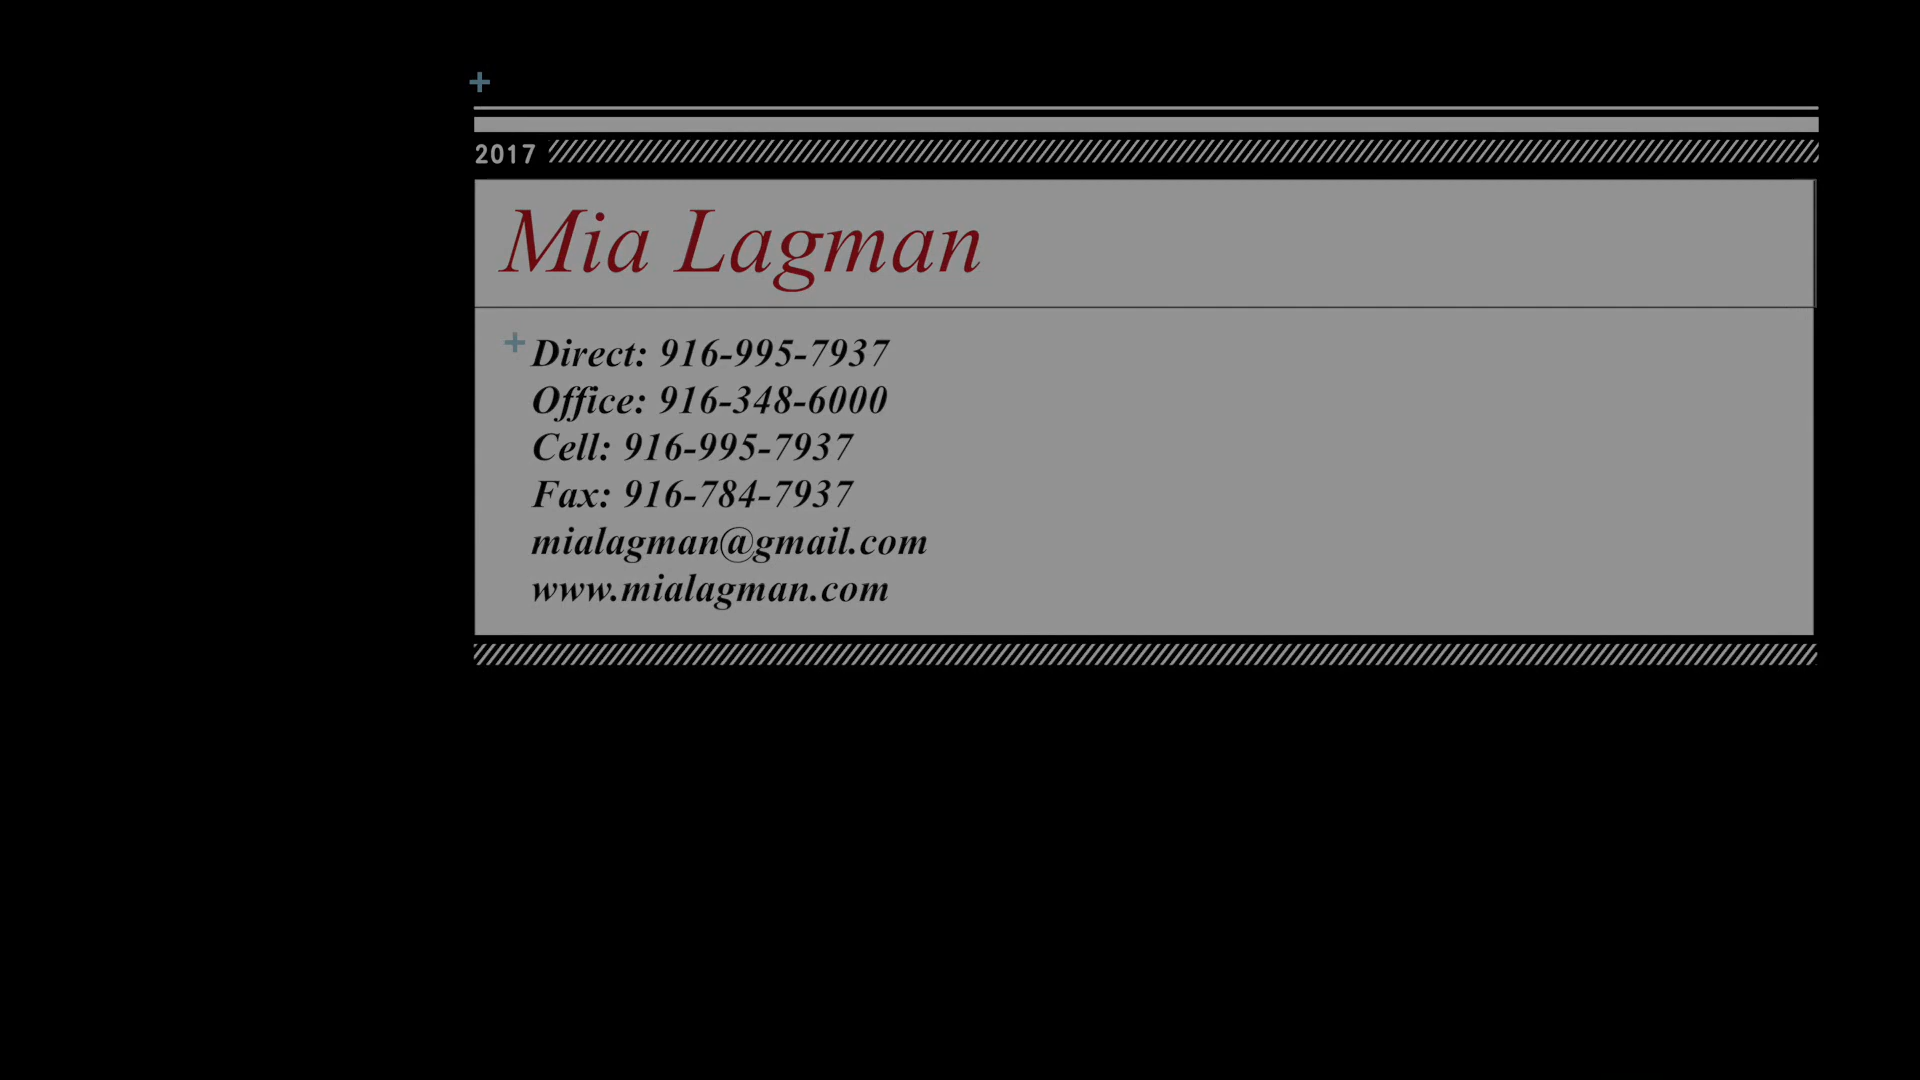 2017
Mia Lagman
Direct: 916-995-7937
Office: 916-348-6000
Cell: 916-995-7937
Fax: 916-784-7937
mialagman@gmail.com
www.mialagman.com